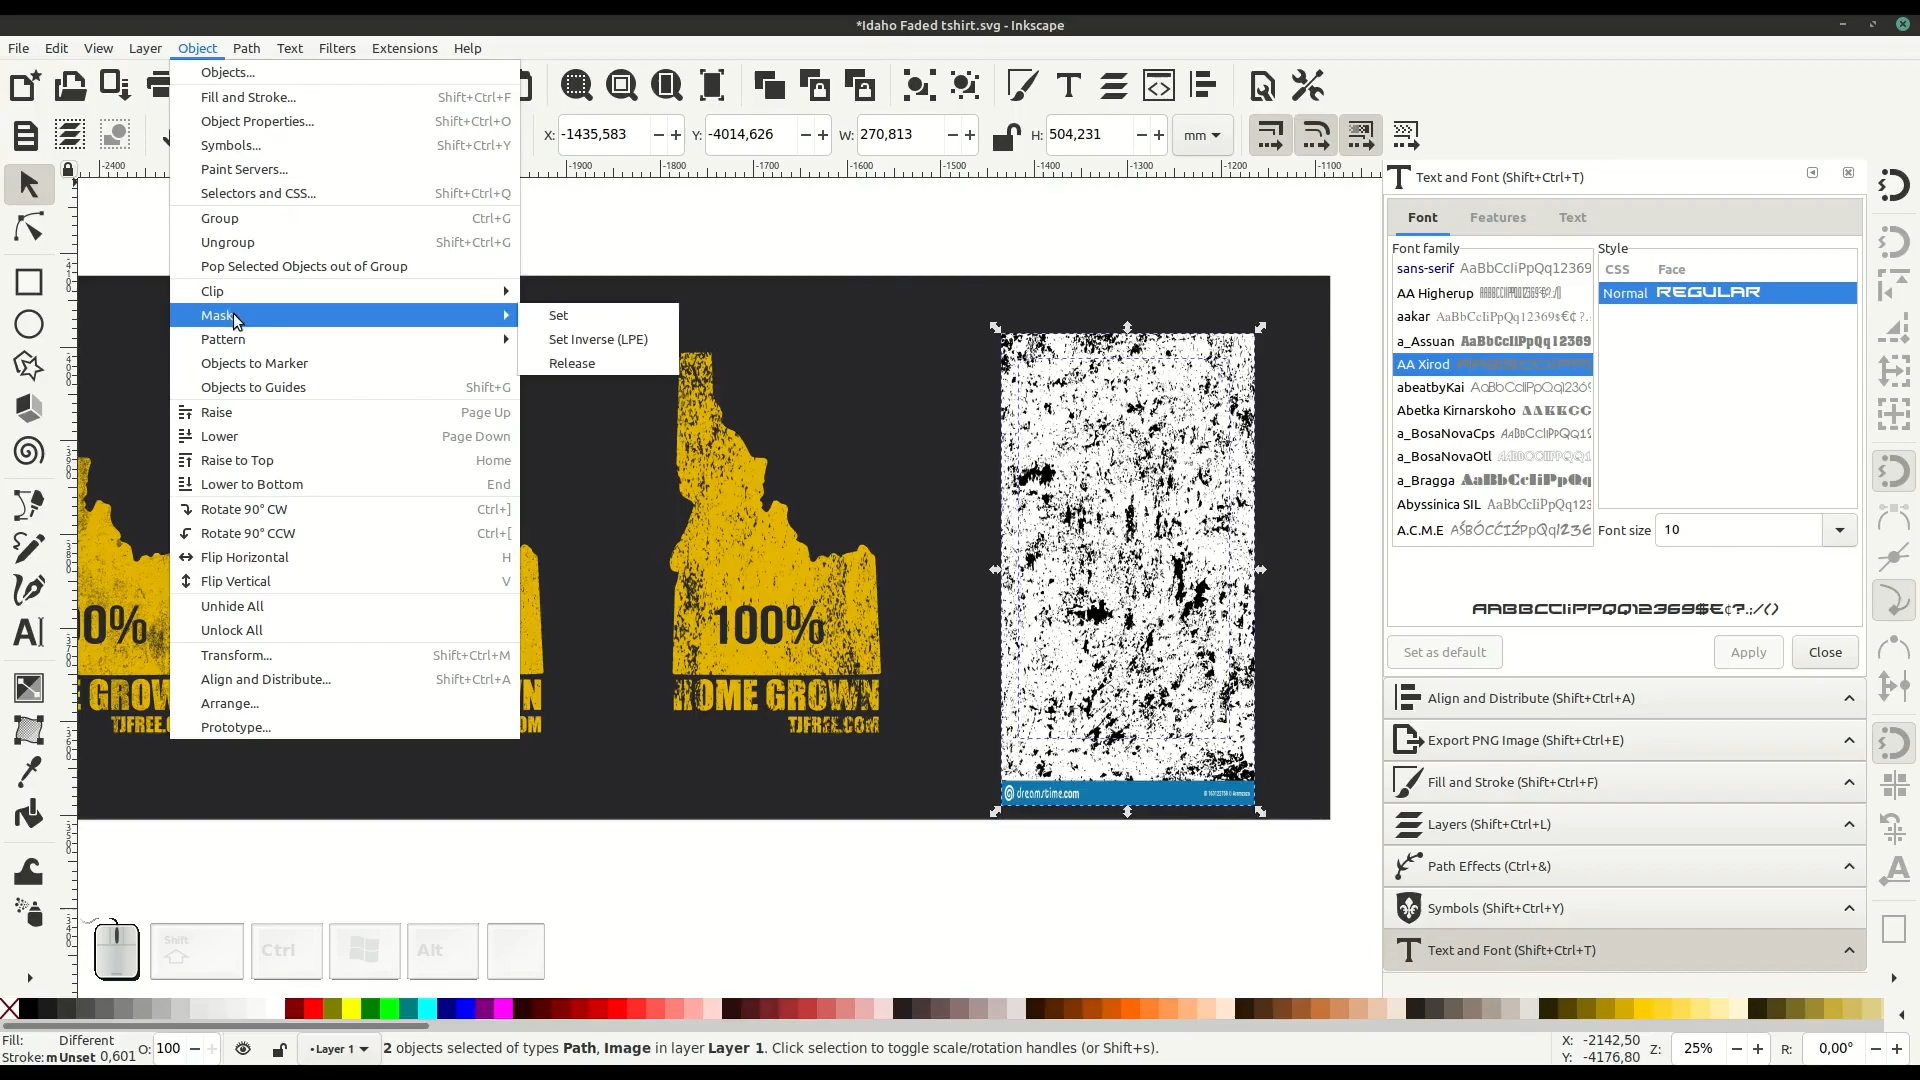 *Idaho Faded tshirt.svg - Inkscape
File Edit View Layer Object Path Text Filters Extensions Help
Objects...
Fill and Stroke... Shift+Ctrl+F
Object Properties... Shift+Ctrl+O
Symbols... Shift+Ctrl+Y
Paint Servers...
Selectors and CSS... Shift+Ctrl+Q
Group Ctrl+G
Ungroup Shift+Ctrl+G
Pop Selected Objects out of Group
Clip
Mask
Pattern
Objects to Marker
Objects to Guides Shift+G
Raise Page Up
Lower Page Down
Raise to Top Home
Lower to Bottom End
Rotate 90° CW Ctrl+]
Rotate 90° CCW Ctrl+[
Flip Horizontal H
Flip Vertical V
Unhide All
Unlock All
Transform... Shift+Ctrl+M
Align and Distribute... Shift+Ctrl+A
Arrange...
Prototype...
Set
Set Inverse (LPE)
Release
X: -1435,583 Y: -4014,626 W: 270,813 H: 504,231 mm
-2400 -1900 -1800 -1700 -1600 -1500 -1400 -1300 -1200 -1100
0%
E GROW
TJFREE.C
OM
100%
HOME GROWN
TJFREE.COM
dreamstime.com
Text and Font (Shift+Ctrl+T)
Font Features Text
Font family
sans-serif AaBbCcIiPpQq12369
AA Higherup
aakar AaBbCcIiPpQq12369$€¢?.
a_Assuan AaBbCcIiPpQq12369
AA Xirod
abeatbyKai AaBbCcIiPpQq12369
Abetka Kirnarskoho
a_BosaNovaCps AaBbCcIiPpQq1
a_BosaNovaOtl
a_Bragga AaBbCcIiPpQq
Abyssinica SIL AaBbCcIiPpQq123
A.C.M.E
Style
CSS Face
Normal REGULAR
Font size 10
AABBCCIiPPQQ12369$€¢?.;/()
Set as default Apply Close
Align and Distribute (Shift+Ctrl+A)
Export PNG Image (Shift+Ctrl+E)
Fill and Stroke (Shift+Ctrl+F)
Layers (Shift+Ctrl+L)
Path Effects (Ctrl+&)
Symbols (Shift+Ctrl+Y)
Text and Font (Shift+Ctrl+T)
Shift Ctrl Alt
Fill: Different
Stroke: m Unset 0,601 O: 100
•Layer 1
2 objects selected of types Path, Image in layer Layer 1. Click selection to toggle scale/rotation handles (or Shift+s).
X: -2142,50
Y: -4176,80
Z: 25% R: 0,00°